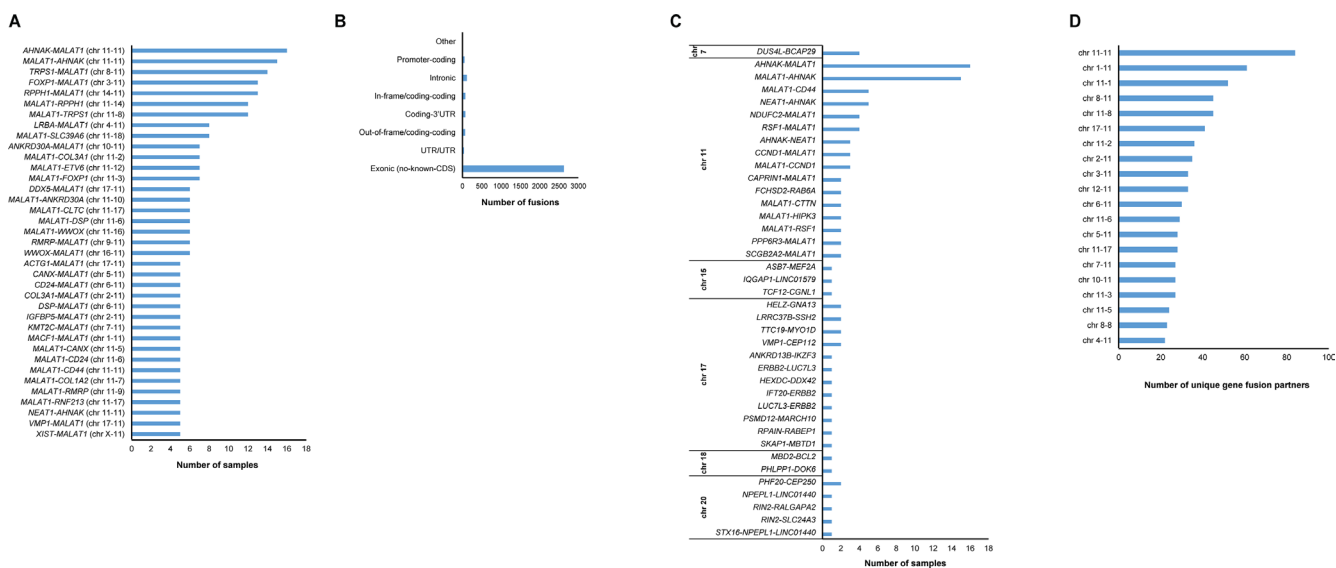 A
AHNAK-MALAT1 (chr 11-11)
MALAT1-AHNAK (chr 11-11)
TRPS1-MALAT1 (chr 8-11)
FOXP1-MALAT1 (chr 3-11)
RPPH1-MALAT1 (chr 14-11)
MALAT1-RPPH1 (chr 11-14)
MALAT1-TRPS1 (chr 11-8)
LRBA-MALAT1 (chr 4-11)
MALAT1-SLC39A6 (chr 11-18)
ANKRD30A-MALAT1 (chr 10-11)
MALAT1-COL3A1 (chr 11-2)
MALAT1-ETV6 (chr 11-12)
MALAT1-FOXP1 (chr 11-3)
DDX5-MALAT1 (chr 17-11)
MALAT1-ANKRD30A (chr 11-10)
MALAT1-CLTC (chr 11-17)
MALAT1-DSP (chr 11-6)
MALAT1-WWOX (chr 11-16)
RMRP-MALAT1 (chr 9-11)
WWOX-MALAT1 (chr 16-11)
ACTG1-MALAT1 (chr 17-11)
CANX-MALAT1 (chr 5-11)
CD24-MALAT1 (chr 6-11)
COL3A1-MALAT1 (chr 2-11)
DSP-MALAT1 (chr 6-11)
IGFBP5-MALAT1 (chr 2-11)
KMT2C-MALAT1 (chr 7-11)
MACF1-MALAT1 (chr 1-11)
MALAT1-CANX (chr 11-5)
MALAT1-CD24 (chr 11-6)
MALAT1-CD44 (chr 11-11)
MALAT1-COL1A2 (chr 11-7)
MALAT1-RMRP (chr 11-9)
MALAT1-RNF213 (chr 11-17)
NEAT1-AHNAK (chr 11-11)
VMP1-MALAT1 (chr 17-11)
XIST-MALAT1 (chr X-11)
0 2 4 6 8 10 12 14 16 18
Number of samples
B
Other
Promoter-coding
Intronic
In-frame/coding-coding
Coding-3'UTR
Out-of-frame/coding-coding
UTR/UTR
Exonic (no-known-CDS)
0 500 1000 1500 2000 2500 3000
Number of fusions
C
chr 7
DUS4L-BCAP29
chr 11
AHNAK-MALAT1
MALAT1-AHNAK
MALAT1-CD44
NEAT1-AHNAK
NDUFC2-MALAT1
RSF1-MALAT1
AHNAK-NEAT1
CCND1-MALAT1
MALAT1-CCND1
CAPRIN1-MALAT1
FCHSD2-RAB6A
MALAT1-CTTN
MALAT1-HIPK3
MALAT1-RSF1
PPP6R3-MALAT1
SCGB2A2-MALAT1
chr 15
ASB7-MEF2A
IQGAP1-LINC01579
TCF12-CGNL1
chr 17
HELZ-GNA13
LRRC37B-SSH2
TTC19-MYO1D
VMP1-CEP112
ANKRD13B-IKZF3
ERBB2-LUC7L3
HEXDC-DDX42
IFT20-ERBB2
LUC7L3-ERBB2
PSMD12-MARCH10
RPAIN-RABEP1
SKAP1-MBTD1
chr 18
MBD2-BCL2
PHLPP1-DOK6
chr 20
PHF20-CEP250
NPEPL1-LINC01440
RIN2-RALGAPA2
RIN2-SLC24A3
STX16-NPEPL1-LINC01440
0 2 4 6 8 10 12 14 16 18
Number of samples
D
chr 11-11
chr 1-11
chr 11-1
chr 8-11
chr 11-8
chr 17-11
chr 11-2
chr 2-11
chr 3-11
chr 12-11
chr 6-11
chr 11-6
chr 5-11
chr 11-17
chr 7-11
chr 10-11
chr 11-3
chr 11-5
chr 8-8
chr 4-11
0 20 40 60 80 100
Number of unique gene fusion partners